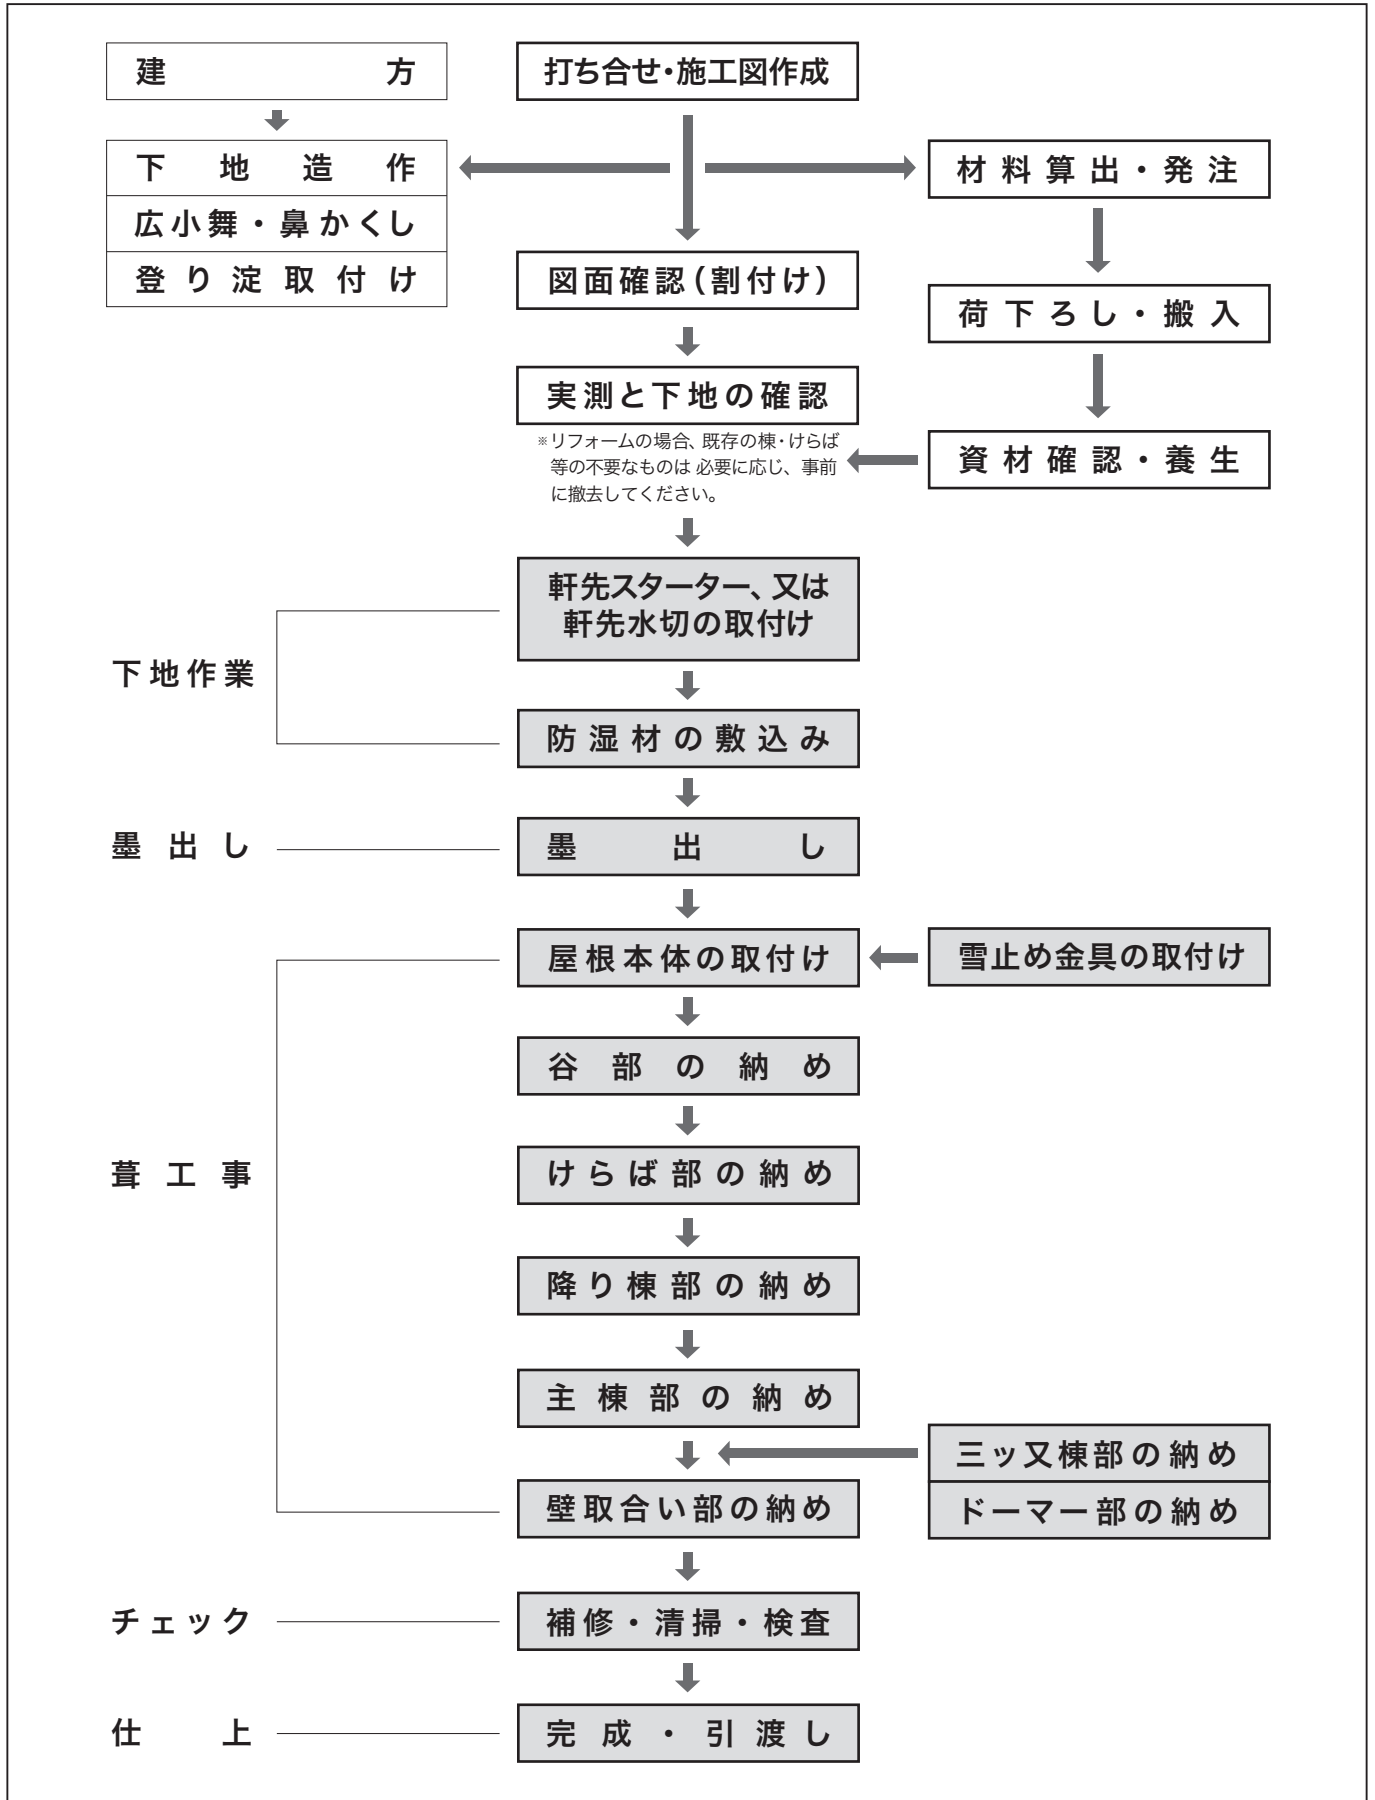 建方
打ち合せ・施工図作成
下地造作
広小舞・鼻かくし
登り淀取付け
材料算出・発注
図面確認(割付け)
荷下ろし・搬入
実測と下地の確認
※リフォームの場合、既存の棟・けらば
等の不要なものは 必要に応じ、事前
に撤去してください。
資材確認・養生
軒先スターター、又は
軒先水切の取付け
下地作業
防湿材の敷込み
墨出し
墨出し
屋根本体の取付け
雪止め金具の取付け
谷部の納め
葺工事
けらば部の納め
降り棟部の納め
主棟部の納め
三ッ又棟部の納め
ドーマー部の納め
壁取合い部の納め
チェック
補修・清掃・検査
仕上
完成・引渡し